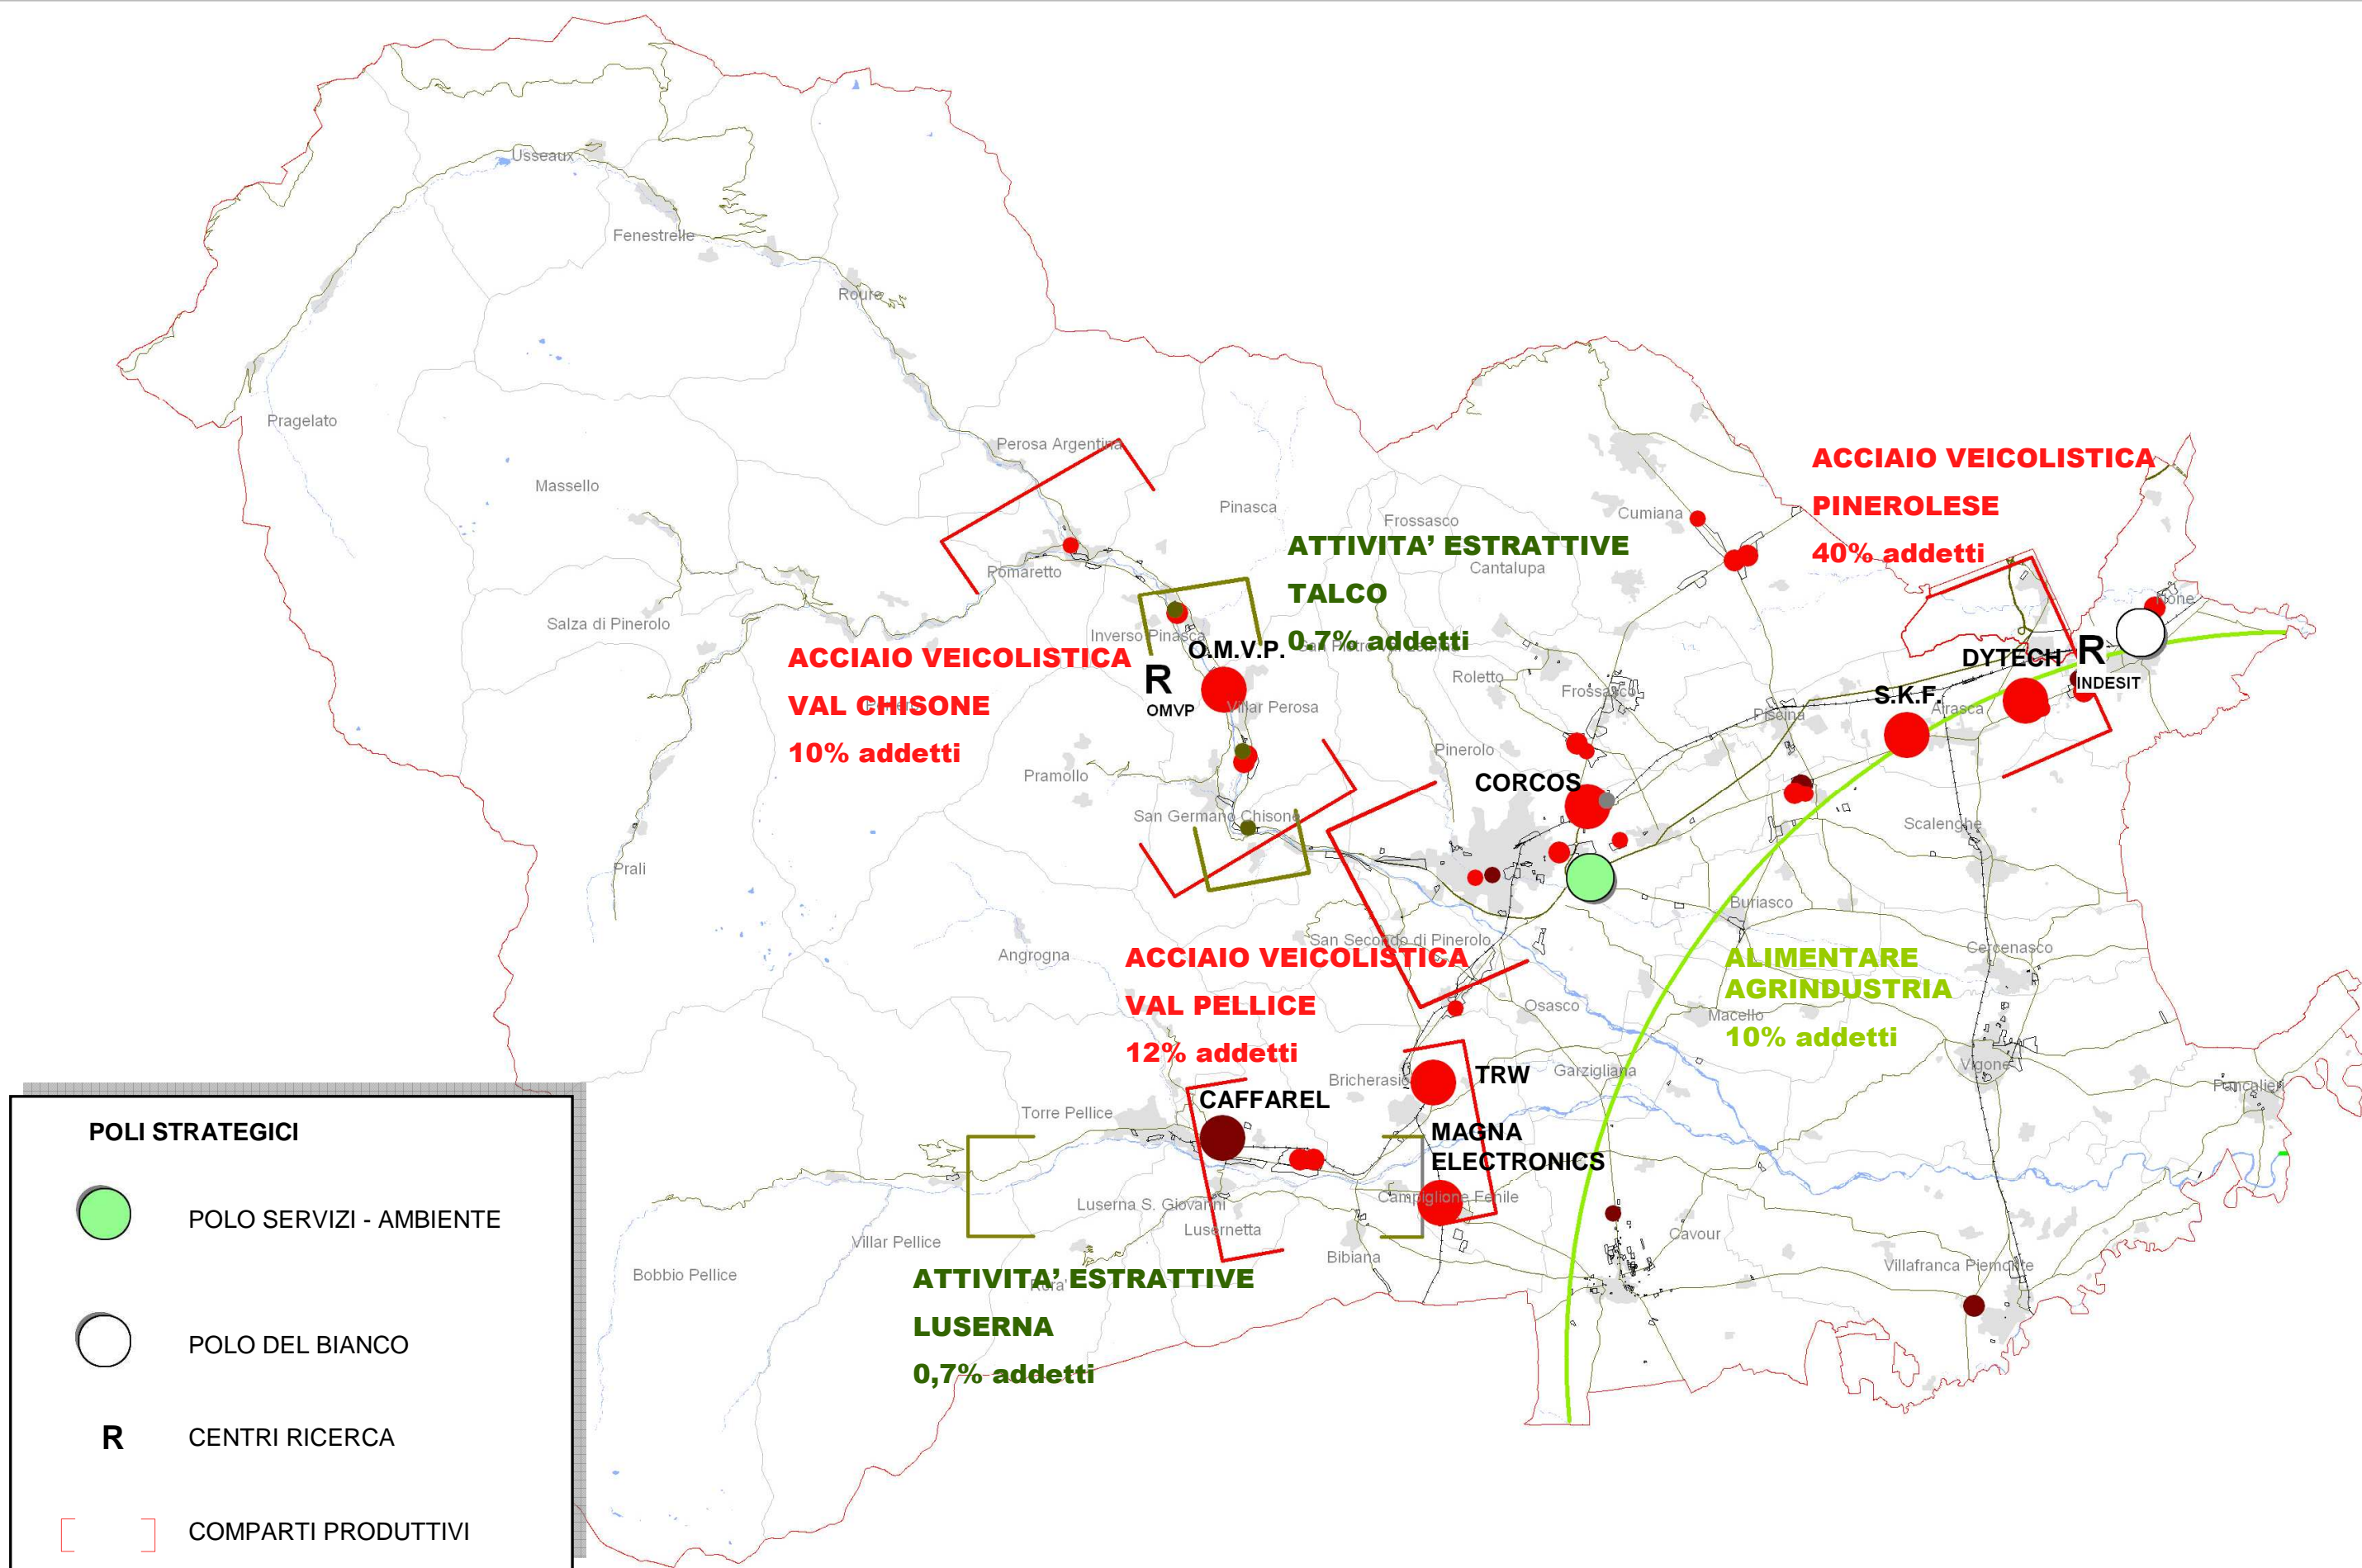 Usseaux
Fenestrelle
Roure
Pragelato
Perosa Argentina
Massello
Pinasca
Frossasco
Cumiana
ACCIAIO VEICOLISTICA
PINEROLESE
40% addetti
ATTIVITA' ESTRATTIVE
TALCO
0,7% addetti
Cantalupa
Pomaretto
Salza di Pinerolo
Inverso Pinasca
O.M.V.P.
R
OMVP
ACCIAIO VEICOLISTICA
VAL CHISONE
10% addetti
Villar Perosa
Roletto
Frossasco
Piscina
S.K.F.
DYTECH
R
INDESIT
None
Airasca
Pinerolo
CORCOS
Pramollo
San Germano Chisone
Scalenghe
Prali
Buriasco
Angrogna
San Secondo di Pinerolo
ACCIAIO VEICOLISTICA
VAL PELLICE
12% addetti
ALIMENTARE
AGRINDUSTRIA
10% addetti
Cercenasco
Osasco
Macello
Vigone
Pancalieri
Bricherasio
TRW
Garzigliana
Torre Pellice
CAFFAREL
MAGNA
ELECTRONICS
Campiglione Fenile
Luserna S. Giovanni
Lusernetta
Villar Pellice
Bibiana
Cavour
Villafranca Piemonte
Bobbio Pellice
Rora'
ATTIVITA' ESTRATTIVE
LUSERNA
0,7% addetti
POLI STRATEGICI
POLO SERVIZI - AMBIENTE
POLO DEL BIANCO
R CENTRI RICERCA
COMPARTI PRODUTTIVI